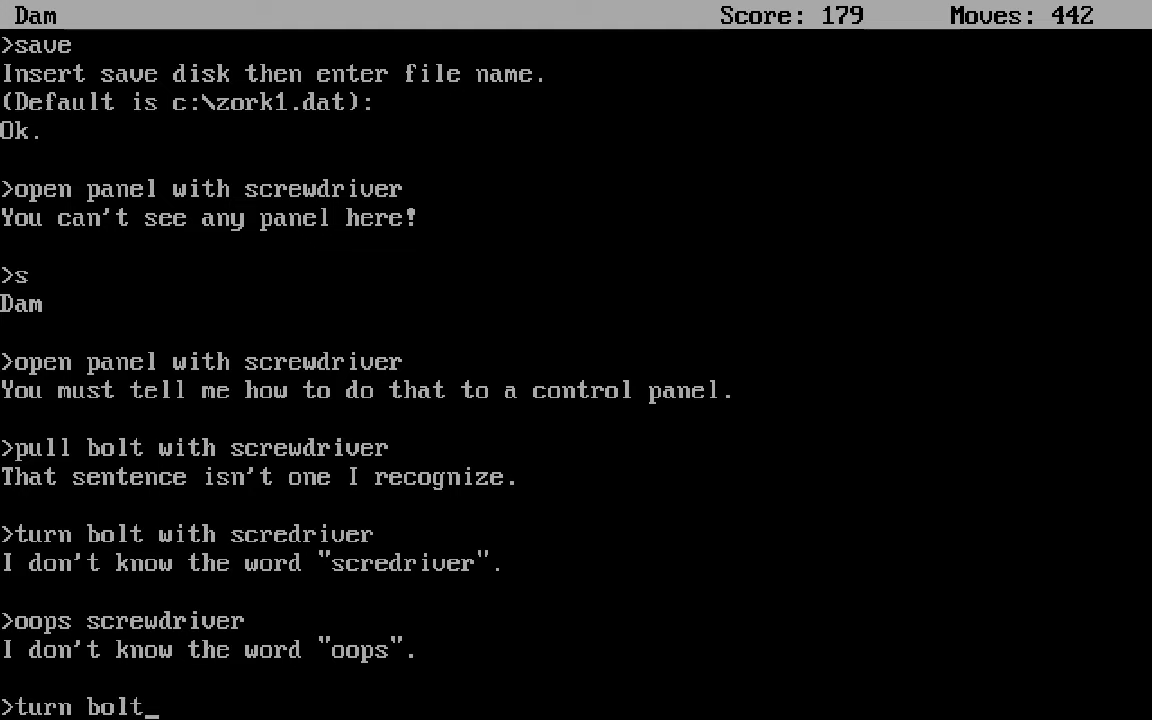 Dam Score: 179 Moves: 442
>save
Insert save disk then enter file name.
(Default is c:\zork1.dat):
Ok.
>open panel with screwdriver
You can't see any panel here!
>s
Dam
>open panel with screwdriver
You must tell me how to do that to a control panel.
>pull bolt with screwdriver
That sentence isn't one I recognize.
>turn bolt with scredriver
I don't know the word "scredriver".
>oops screwdriver
I don't know the word "oops".
>turn bolt_